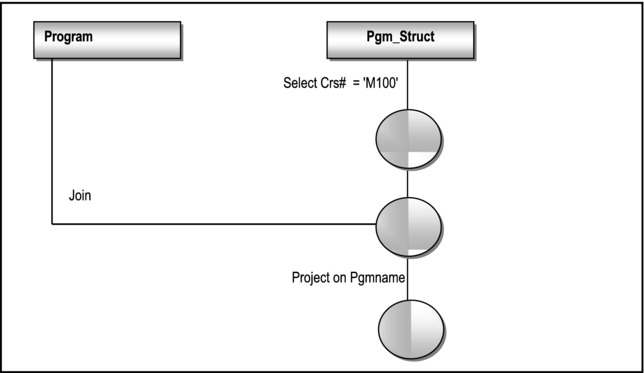 Program
Pgm_Struct
Select Crs# = 'M100'
Join
Project on Pgmname